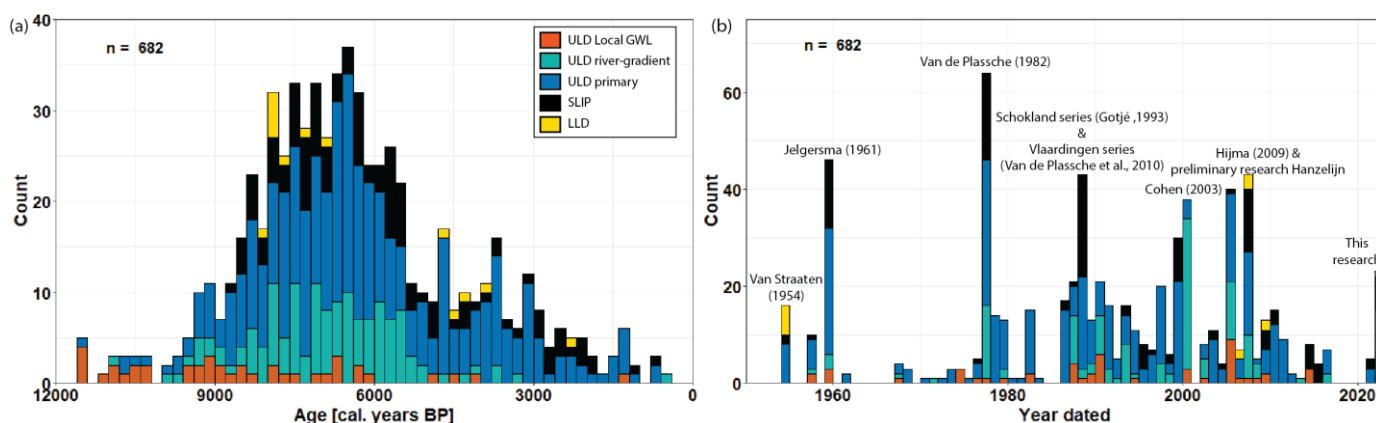 (a)
n = 682
ULD Local GWL
ULD river-gradient
ULD primary
SLIP
LLD
40
30
20
10
0
Count
12000
9000
6000
3000
0
Age [cal. years BP]
(b)
n = 682
Van de Plassche (1982)
Schokland series (Gotjé ,1993)
&
Vlaardingen series
(Van de Plassche et al., 2010)
Jelgersma (1961)
Hijma (2009) &
preliminary research Hanzelijn
Cohen (2003)
Van Straaten
(1954)
This
research
60
40
20
0
Count
1960
1980
2000
2020
Year dated